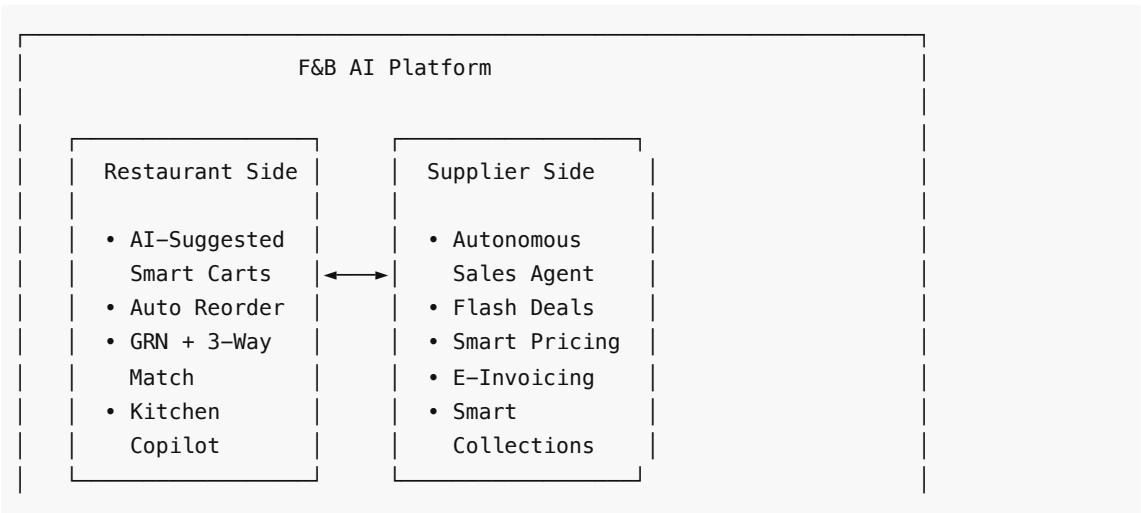 F&B AI Platform
Restaurant Side
• AI-Suggested
Smart Carts
• Auto Reorder
• GRN + 3-Way
Match
• Kitchen
Copilot
Supplier Side
• Autonomous
Sales Agent
• Flash Deals
• Smart Pricing
• E-Invoicing
• Smart
Collections